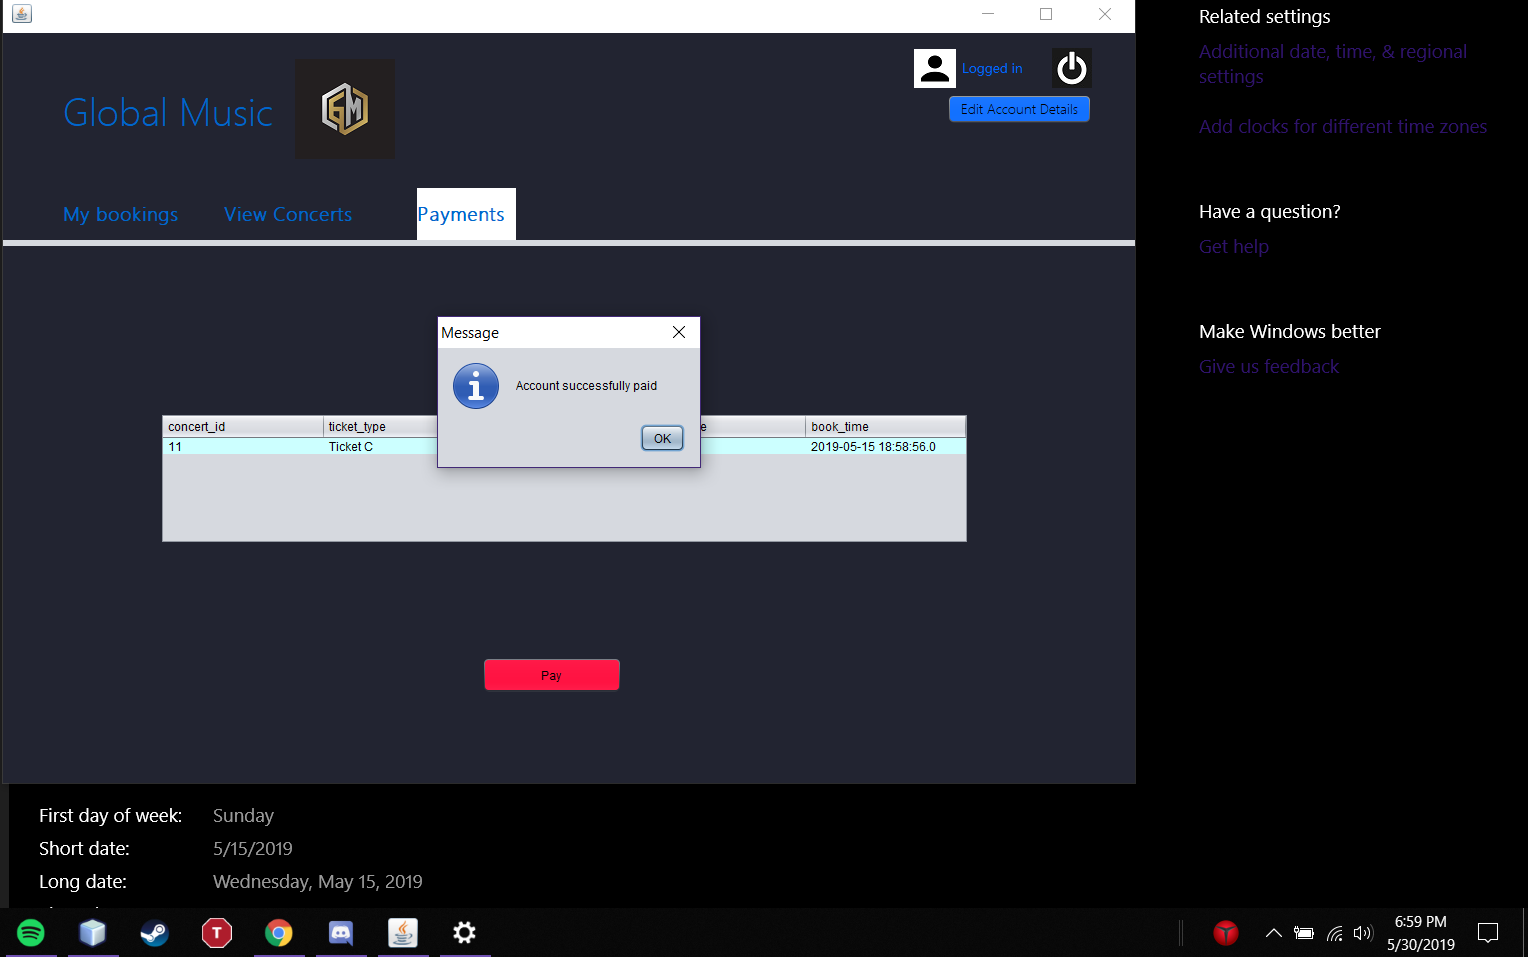 Related settings
Additional date, time, & regional
settings
Add clocks for different time zones
Have a question?
Get help
Make Windows better
Give us feedback
Logged in
Edit Account Details
Global Music
GM
My bookings
View Concerts
Payments
Message
Account successfully paid
OK
concert_id ticket_type e book_time
11 Ticket C 2019-05-15 18:58:56.0
Pay
First day of week: Sunday
Short date: 5/15/2019
Long date: Wednesday, May 15, 2019
T
6:59 PM
5/30/2019